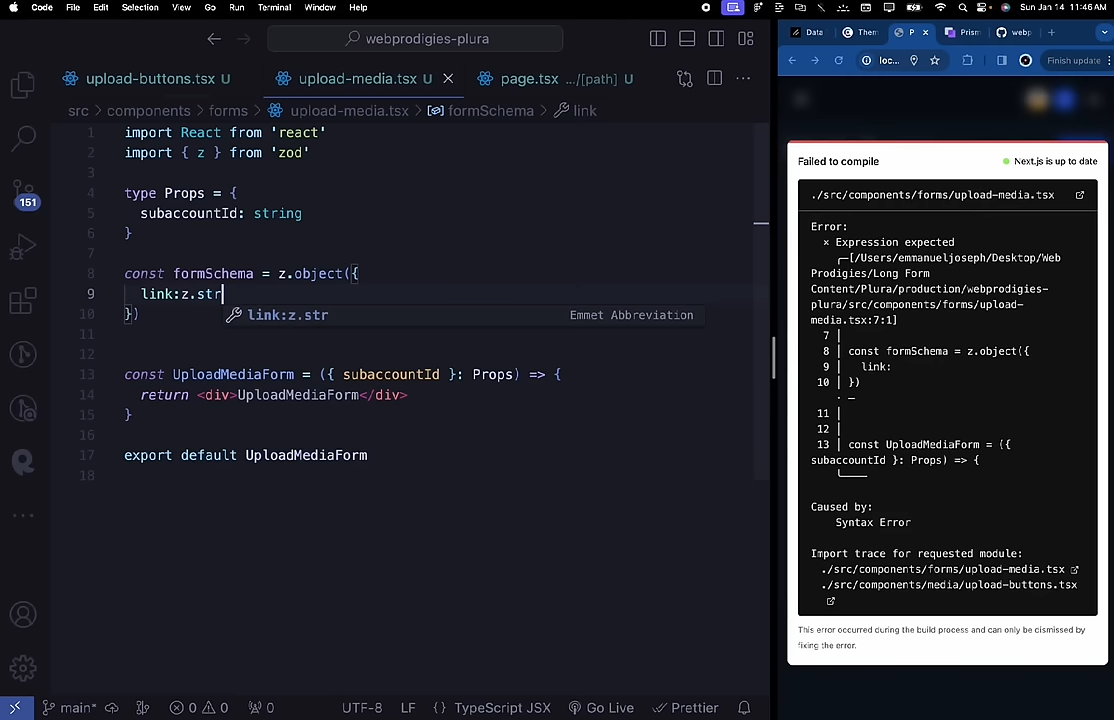 Code File Edit Selection View Go Run Terminal Window Help Sun Jan 14 11:46 AM
webprodigies-plura
Data Them P Prism webp
loc... Finish update
upload-buttons.tsx U upload-media.tsx U page.tsx .../[path] U
src > components > forms > upload-media.tsx > formSchema > link
1 import React from 'react'
2 import { z } from 'zod'
3
4 type Props = {
5 subaccountId: string
6 }
7
8 const formSchema = z.object({
9 link:z.str
link:z.str Emmet Abbreviation
10 })
11
12
13 const UploadMediaForm = ({ subaccountId }: Props) => {
14 return <div>UploadMediaForm</div>
15 }
16
17 export default UploadMediaForm
18
151
main* 0 0 0 UTF-8 LF {} TypeScript JSX Go Live Prettier
Failed to compile Next.js is up to date
./src/components/forms/upload-media.tsx
Error:
× Expression expected
╭─[/Users/emmanueljoseph/Desktop/Web
Prodigies/Long Form
Content/Plura/production/webprodigies-
plura/src/components/forms/upload-
media.tsx:7:1]
7 │
8 │ const formSchema = z.object({
9 │ link:
10 │ })
· ─
11 │
12 │
13 │ const UploadMediaForm = ({
subaccountId }: Props) => {
╰────
Caused by:
Syntax Error
Import trace for requested module:
./src/components/forms/upload-media.tsx
./src/components/media/upload-buttons.tsx
This error occurred during the build process and can only be dismissed by
fixing the error.